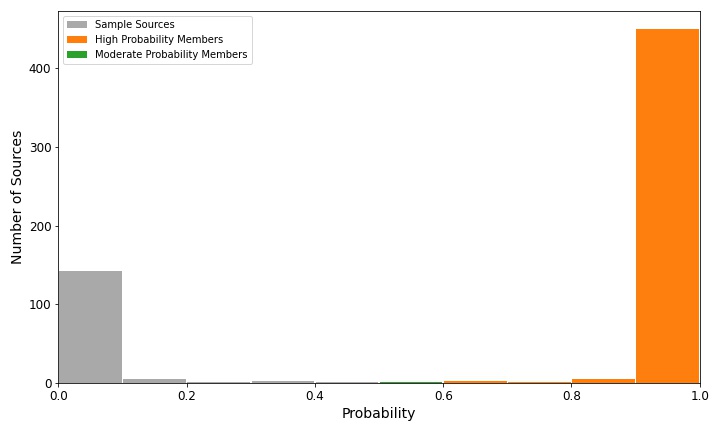 Sample Sources
High Probability Members
Moderate Probability Members
Number of Sources
400
300
200
100
0
0.0 0.2 0.4 0.6 0.8 1.0
Probability